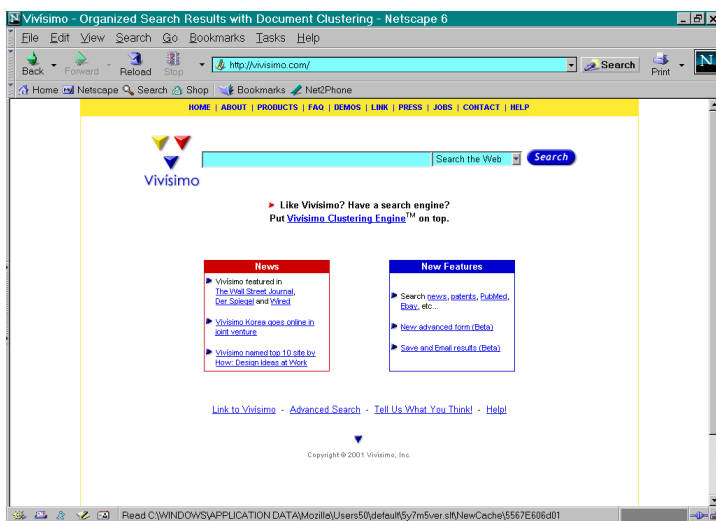 Vivísimo - Organized Search Results with Document Clustering - Netscape 6
File Edit View Search Go Bookmarks Tasks Help
Back Forward Reload Stop http://vivisimo.com/ Search Print N
Home Netscape Search Shop Bookmarks Net2Phone
HOME | ABOUT | PRODUCTS | FAQ | DEMOS | LINK | PRESS | JOBS | CONTACT | HELP
Search the Web Search
Vivísimo
Like Vivísimo? Have a search engine?
Put Vivísimo Clustering Engine™ on top.
News
Vivísimo featured in
The Wall Street Journal,
Der Spiegel and Wired
Vivísimo Korea goes online in
joint venture
Vivísimo named top 10 site by
How: Design Ideas at Work
New Features
Search news, patents, PubMed,
Ebay, etc...
New advanced form (Beta)
Save and Email results (Beta)
Link to Vivísimo - Advanced Search - Tell Us What You Think! - Help!
Copyright © 2001 Vivísimo, Inc.
Read C:\WINDOWS\APPLICATION DATA\Mozilla\Users50\default\5y7m5ver.slt\NewCache\5567E606d01